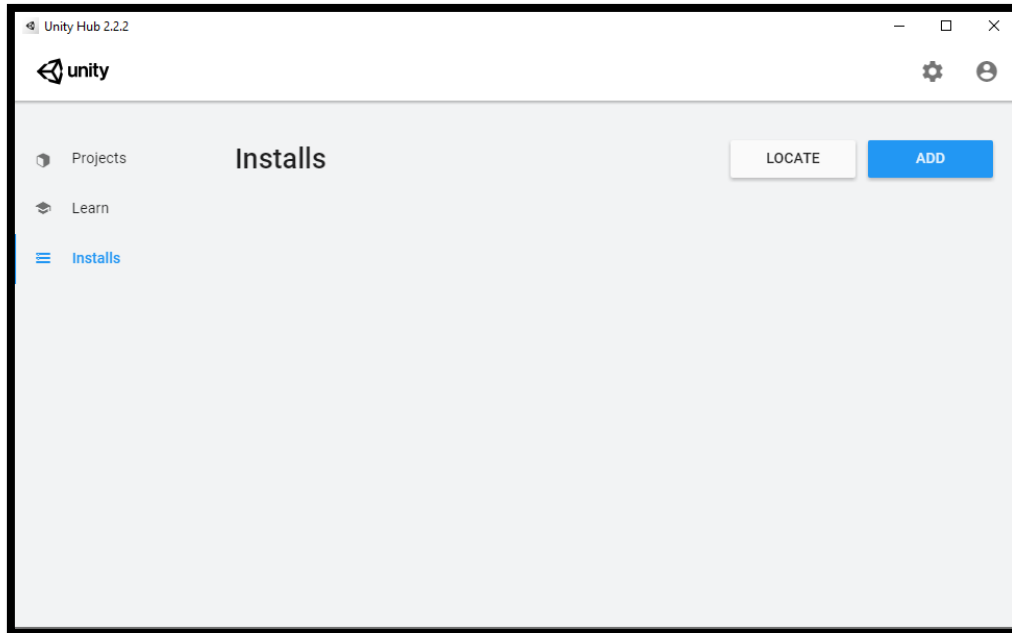 Unity Hub 2.2.2
unity
Projects
Installs
LOCATE
ADD
Learn
Installs